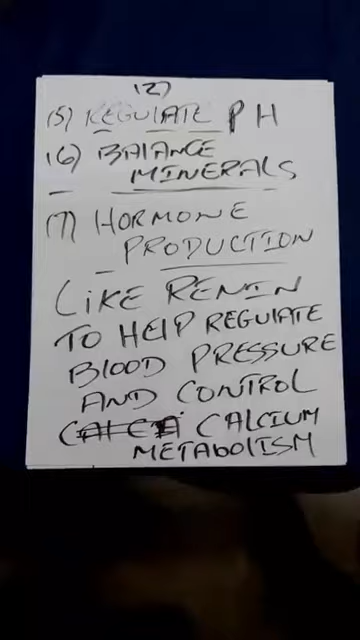 (2)
(5) REGULATE PH
(6) BALANCE
MINERALS
(7) HORMONE
PRODUCTION
LIKE RENIN
TO HELP REGULATE
BLOOD PRESSURE
AND CONTROL
CALCIUM
METABOLISM